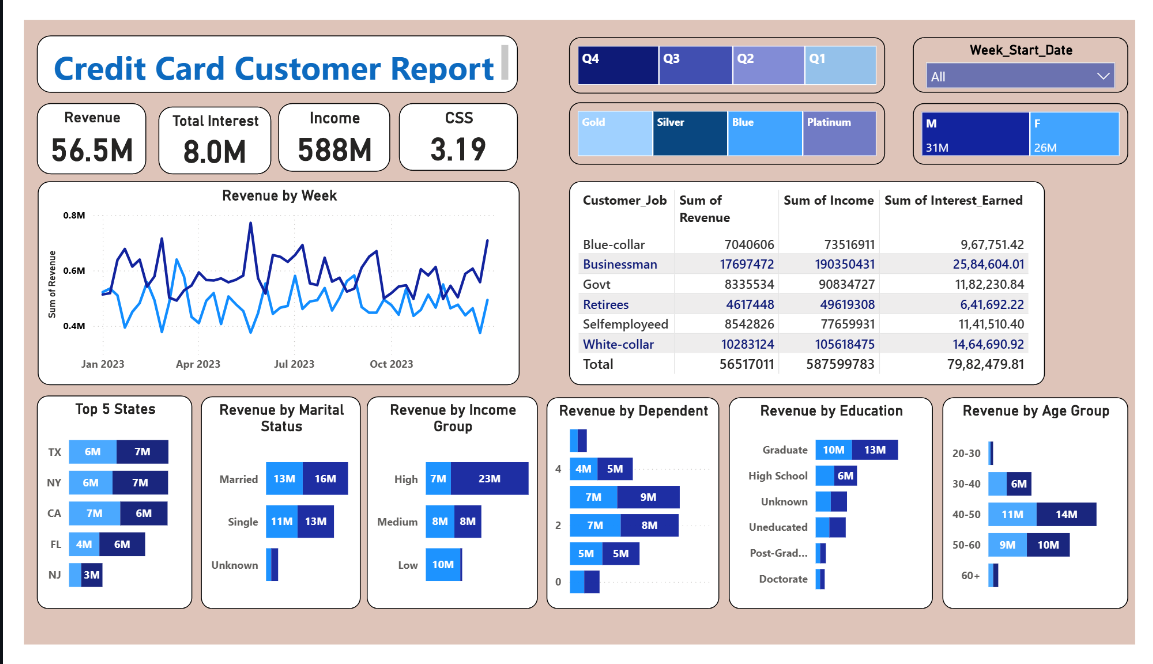 Credit Card Customer Report
Q4
Q3
Q2
Q1
Week_Start_Date
All
Revenue
56.5M
Total Interest
8.0M
Income
588M
CSS
3.19
Gold
Silver
Blue
Platinum
M
31M
F
26M
Revenue by Week
Sum of Revenue
0.8M
0.6M
0.4M
Jan 2023
Apr 2023
Jul 2023
Oct 2023
Customer_Job Sum of Revenue Sum of Income Sum of Interest_Earned
Blue-collar 7040606 73516911 9,67,751.42
Businessman 17697472 190350431 25,84,604.01
Govt 8335534 90834727 11,82,230.84
Retirees 4617448 49619308 6,41,692.22
Selfemployeed 8542826 77659931 11,41,510.40
White-collar 10283124 105618475 14,64,690.92
Total 56517011 587599783 79,82,479.81
Top 5 States
TX 6M 7M
NY 6M 7M
CA 7M 6M
FL 4M 6M
NJ 3M
Revenue by Marital
Status
Married 13M 16M
Single 11M 13M
Unknown
Revenue by Income
Group
High 7M 23M
Medium 8M 8M
Low 10M
Revenue by Dependent
4 4M 5M
7M 9M
2 7M 8M
5M 5M
0
Revenue by Education
Graduate 10M 13M
High School 6M
Unknown
Uneducated
Post-Grad...
Doctorate
Revenue by Age Group
20-30
30-40 6M
40-50 11M 14M
50-60 9M 10M
60+